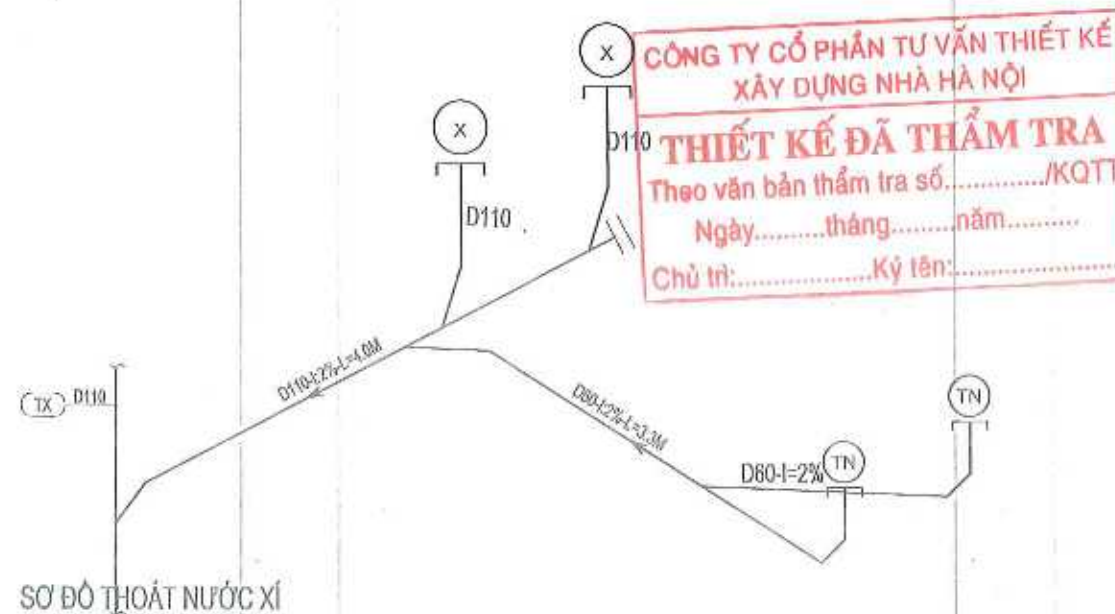 X
CÔNG TY CỔ PHẦN TƯ VẤN THIẾT KẾ
XÂY DỰNG NHÀ HÀ NỘI
THIẾT KẾ ĐÃ THẨM TRA
Theo văn bản thẩm tra số............../KQTT
Ngày..........tháng.........năm..........
Chủ trì:.................Ký tên:......................
X
D110
D110
D110-I:2%-L=4.0M
TX
D110
D60-I:2%-L=3.3M
TN
D60-I=2%
TN
SƠ ĐỒ THOÁT NƯỚC XÍ